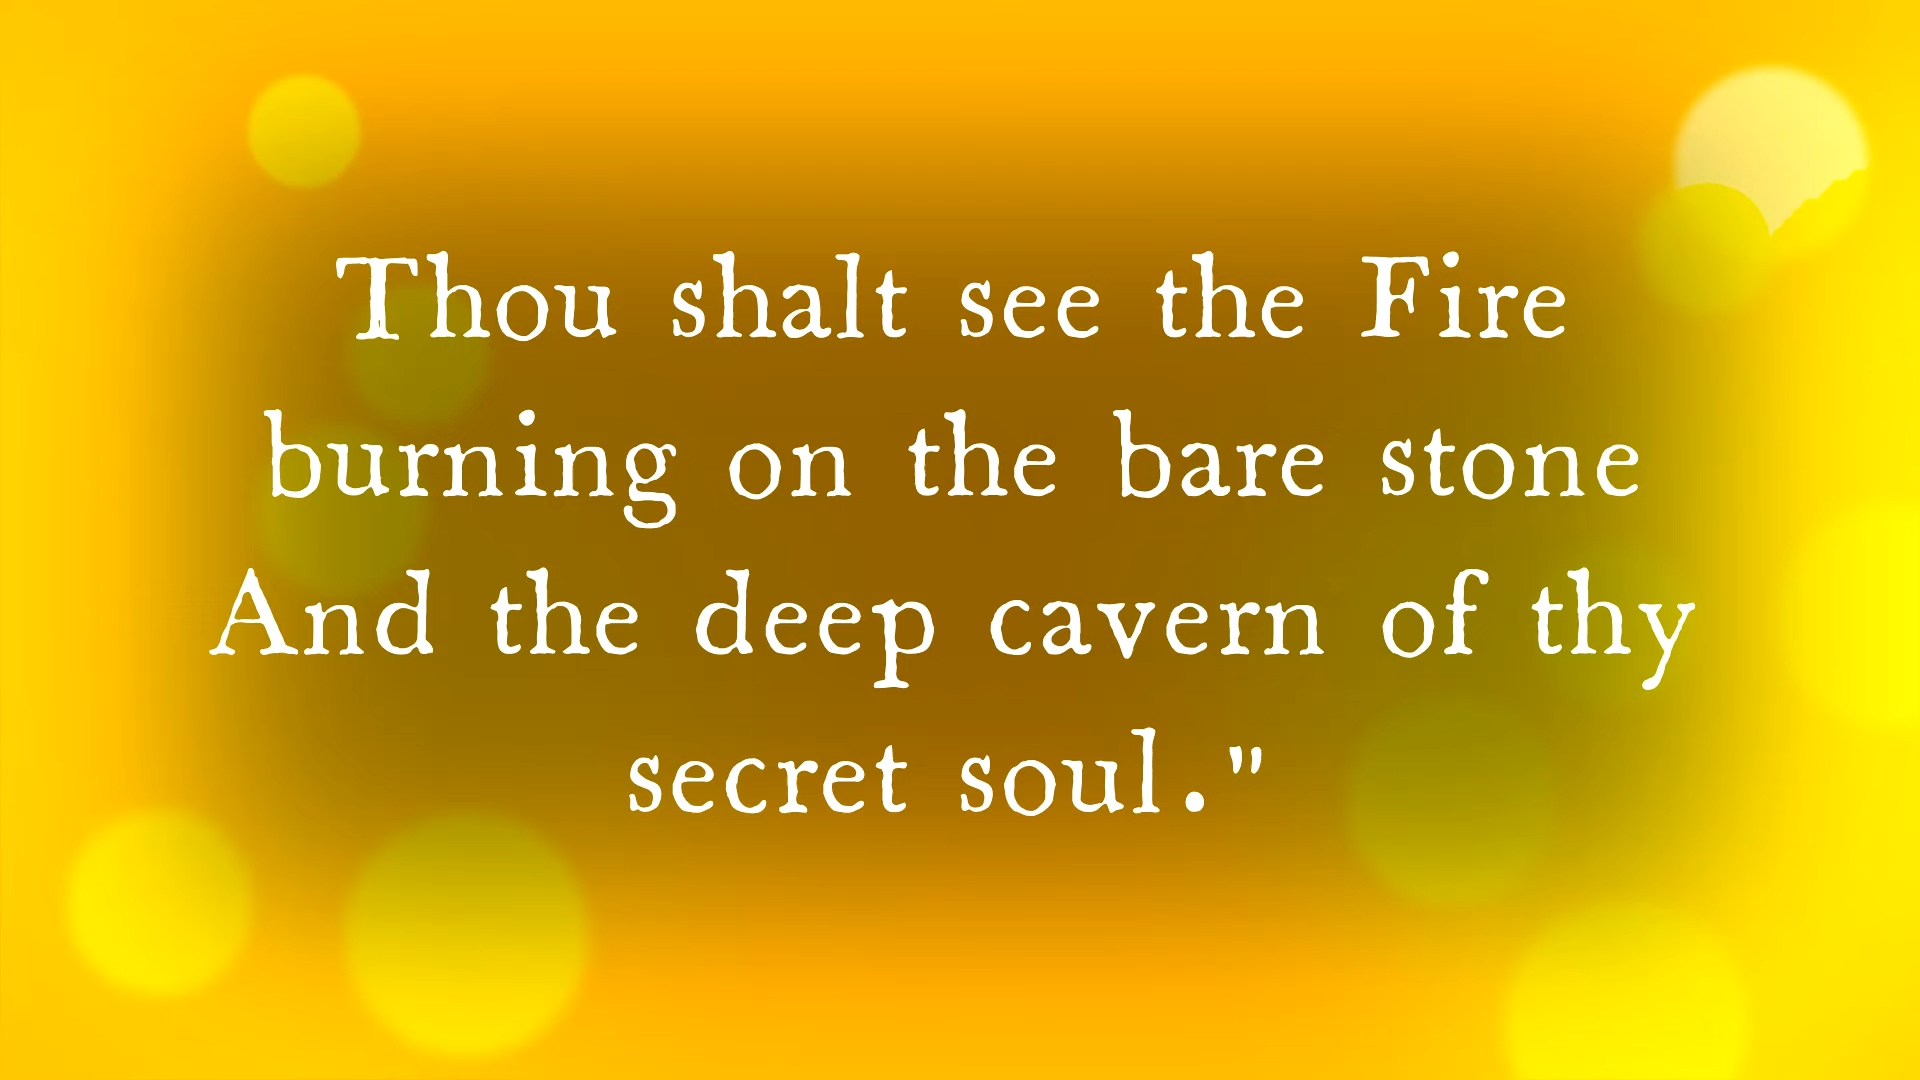 Thou shalt see the Fire
burning on the bare stone
And the deep cavern of thy
secret soul."